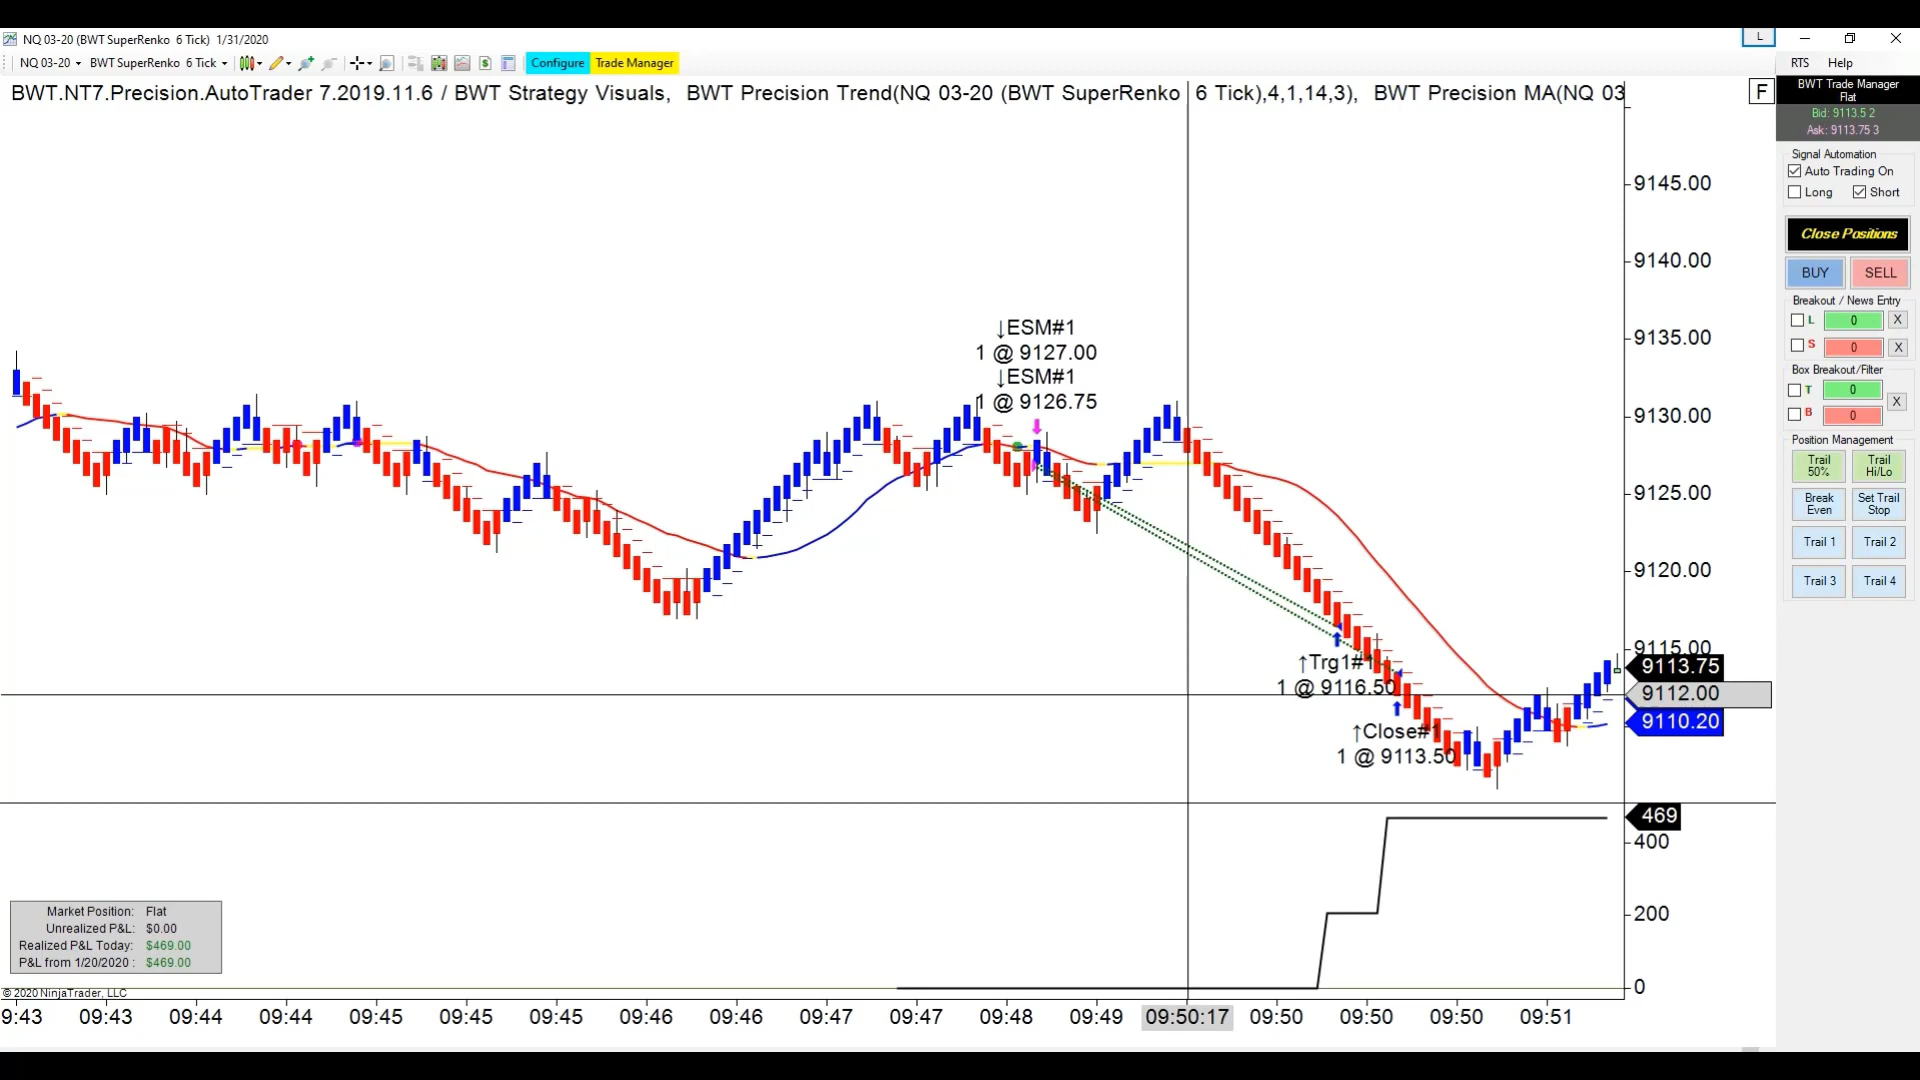 NQ 03-20 (BWT SuperRenko 6 Tick) 1/31/2020
L
NQ 03-20 BWT SuperRenko 6 Tick Configure Trade Manager
RTS Help
BWT.NT7.Precision.AutoTrader 7.2019.11.6 / BWT Strategy Visuals, BWT Precision Trend(NQ 03-20 (BWT SuperRenko 6 Tick),4,1,14,3), BWT Precision MA(NQ 03
F
BWT Trade Manager
Flat
Bid: 9113.5 2
Ask: 9113.75 3
Signal Automation
Auto Trading On
Long Short
Close Positions
BUY SELL
Breakout / News Entry
L 0 X
S 0 X
Box Breakout/Filter
T 0
X
B 0
Position Management
Trail 50%
Trail Hi/Lo
Break Even
Set Trail Stop
Trail 1 Trail 2
Trail 3 Trail 4
9145.00
9140.00
9135.00
9130.00
9125.00
9120.00
9115.00
9113.75
9112.00
9110.20
↓ESM#1
1 @ 9127.00
↓ESM#1
1 @ 9126.75
↑Trg1#1
1 @ 9116.50
↑Close#1
1 @ 9113.50
469
400
200
0
Market Position: Flat
Unrealized P&L: $0.00
Realized P&L Today: $469.00
P&L from 1/20/2020 : $469.00
© 2020 NinjaTrader, LLC
9:43 09:43 09:44 09:44 09:45 09:45 09:45 09:46 09:46 09:47 09:47 09:48 09:49 09:50:17 09:50 09:50 09:50 09:51